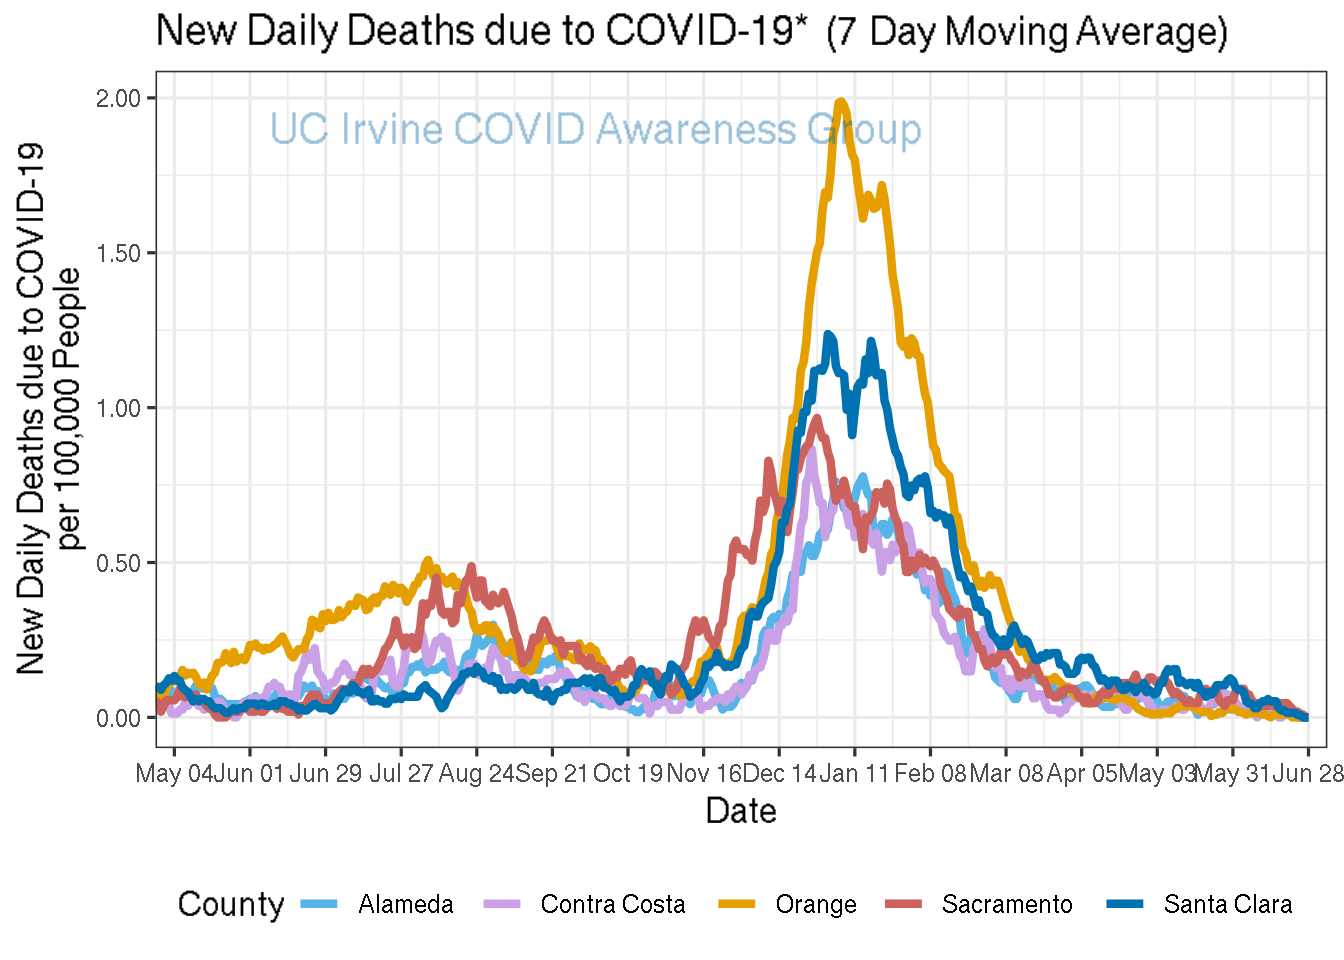 New Daily Deaths due to COVID-19* (7 Day Moving Average)
UC Irvine COVID Awareness Group
New Daily Deaths due to COVID-19
per 100,000 People
2.00
1.50
1.00
0.50
0.00
May 04 Jun 01 Jun 29 Jul 27 Aug 24 Sep 21 Oct 19 Nov 16 Dec 14 Jan 11 Feb 08 Mar 08 Apr 05 May 03 May 31 Jun 28
Date
County Alameda Contra Costa Orange Sacramento Santa Clara